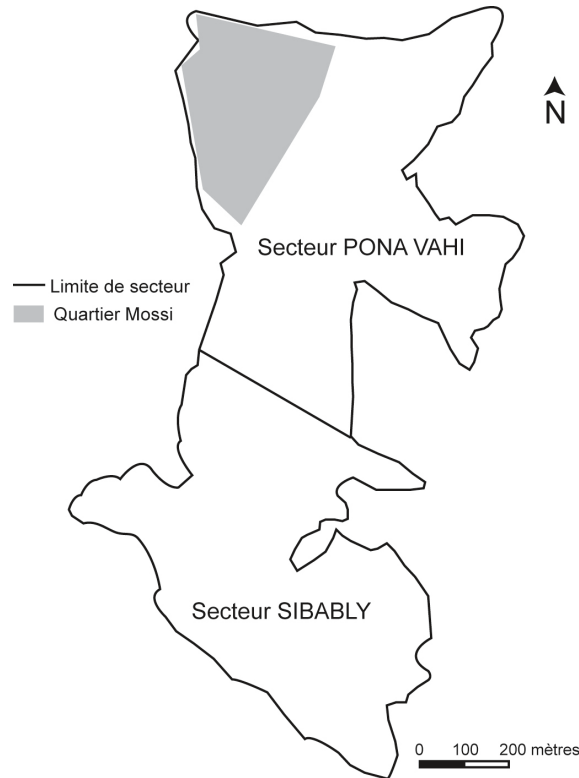 N
Secteur PONA VAHI
Limite de secteur
Quartier Mossi
Secteur SIBABLY
0 100 200 mètres